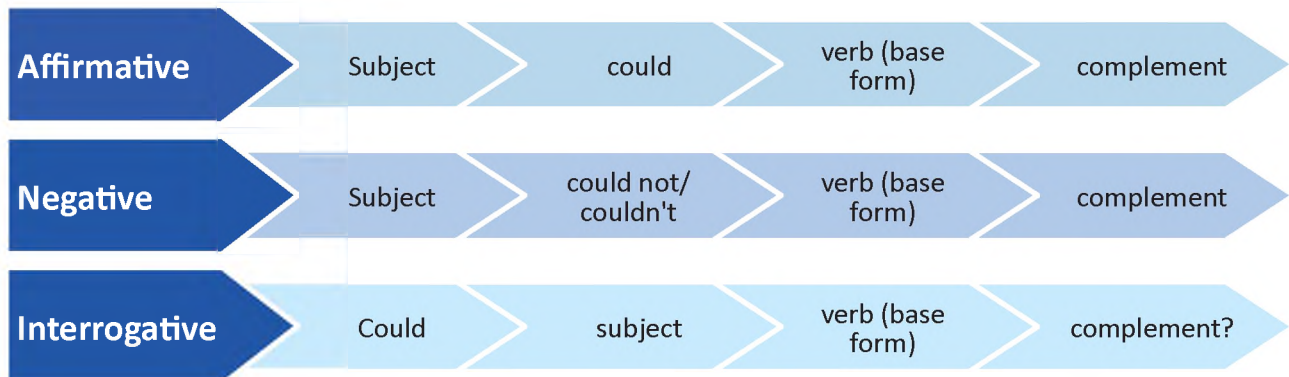 Affirmative
Subject
could
verb (base
form)
complement
Negative
Subject
could not/
couldn't
verb (base
form)
complement
Interrogative
Could
subject
verb (base
form)
complement?